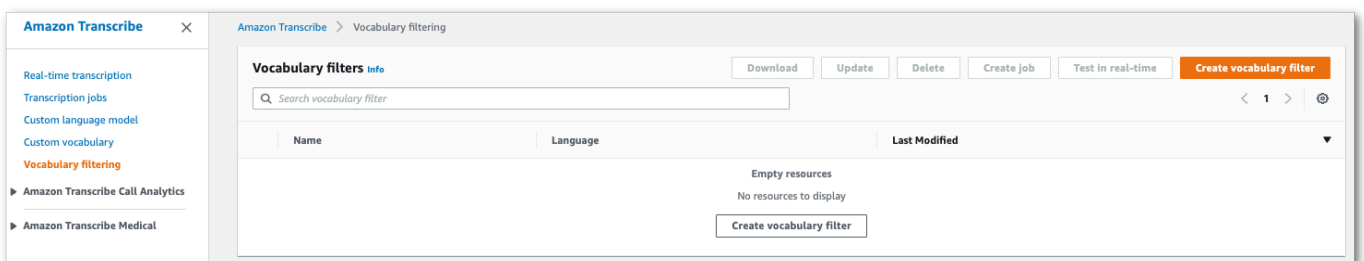 Amazon Transcribe
Real-time transcription
Transcription jobs
Custom language model
Custom vocabulary
Vocabulary filtering
Amazon Transcribe Call Analytics
Amazon Transcribe Medical
Amazon Transcribe > Vocabulary filtering
Vocabulary filters Info
Download Update Delete Create job Test in real-time Create vocabulary filter
Search vocabulary filter
< 1 >
Name Language Last Modified
Empty resources
No resources to display
Create vocabulary filter